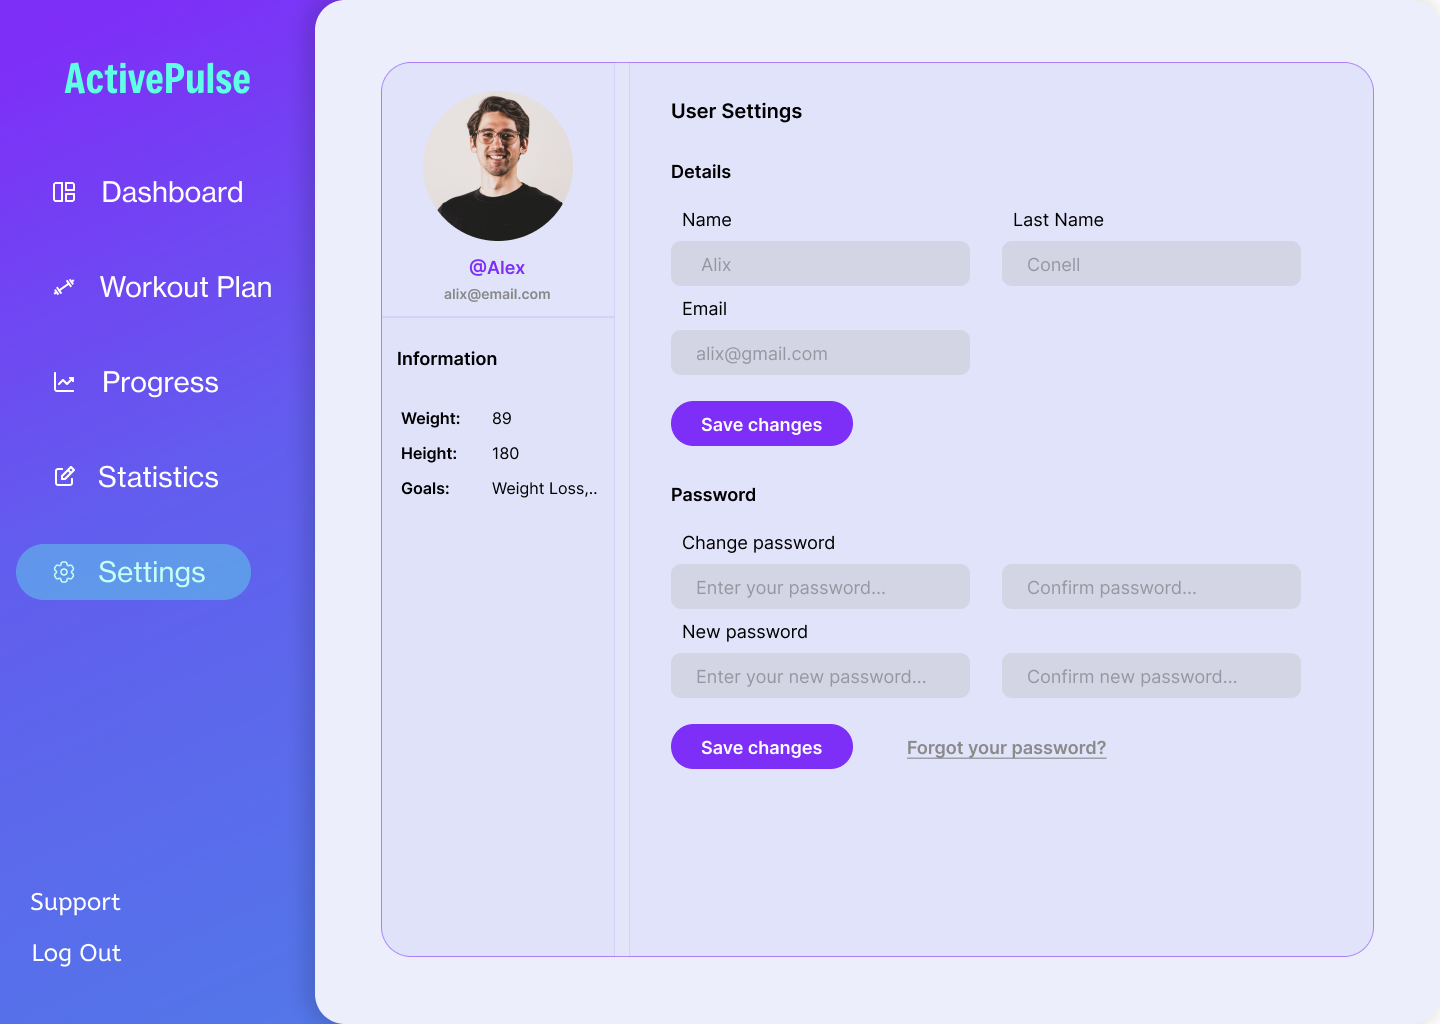 ActivePulse
Dashboard
Workout Plan
Progress
Statistics
Settings
Support
Log Out
@Alex
alix@email.com
Information
Weight: 89
Height: 180
Goals: Weight Loss,..
User Settings
Details
Name Last Name
Alix Conell
Email
alix@gmail.com
Save changes
Password
Change password
Enter your password... Confirm password...
New password
Enter your new password... Confirm new password...
Save changes Forgot your password?